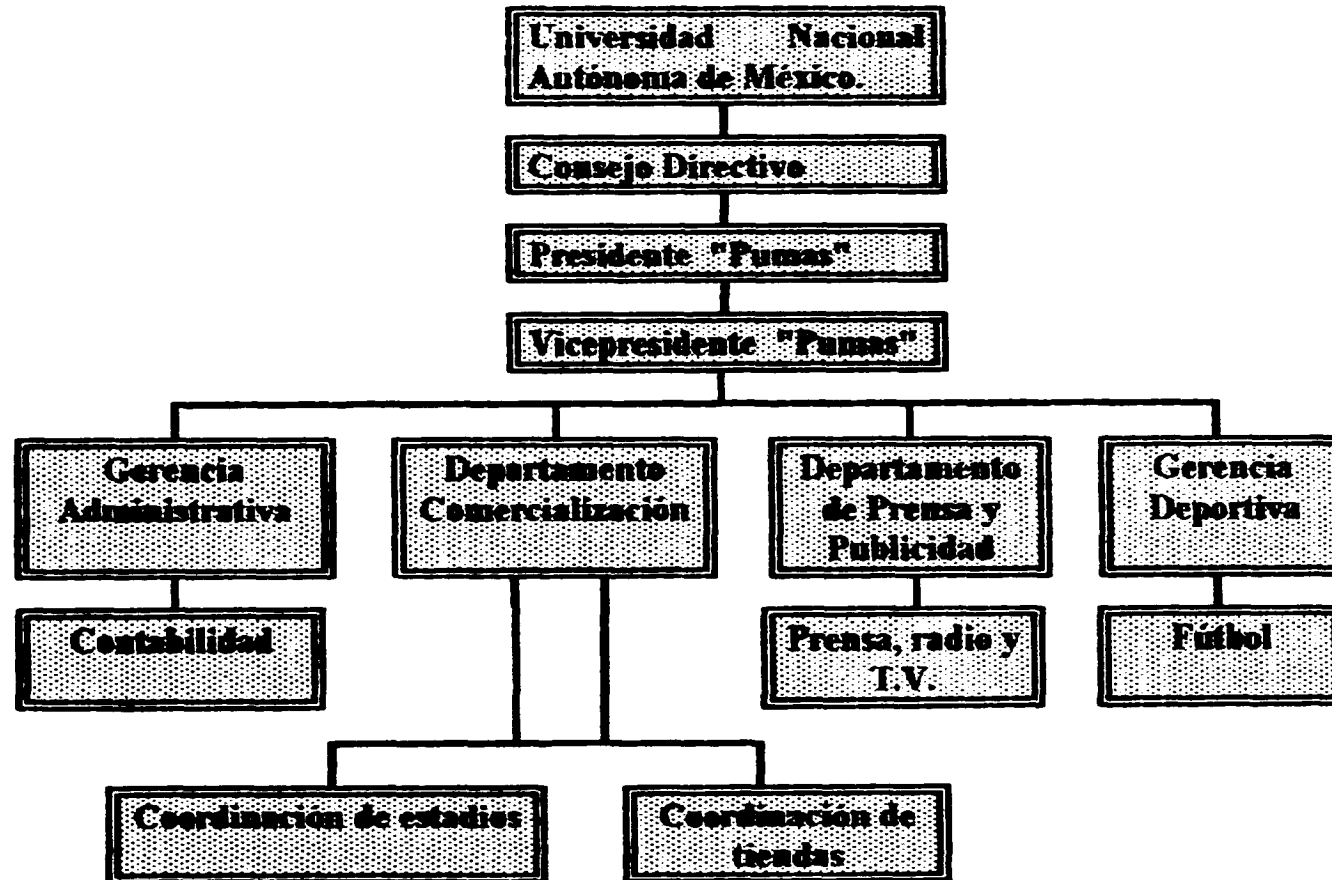 Universidad Nacional
Autónoma de México.
Consejo Directivo
Presidente "Pumas"
Vicepresidente "Pumas"
Gerencia
Administrativa
Departamento
Comercialización
Departamento
de Prensa y
Publicidad
Gerencia
Deportiva
Contabilidad
Prensa, radio y
T.V.
Fútbol
Coordinación de estadios
Coordinación de
tiendas